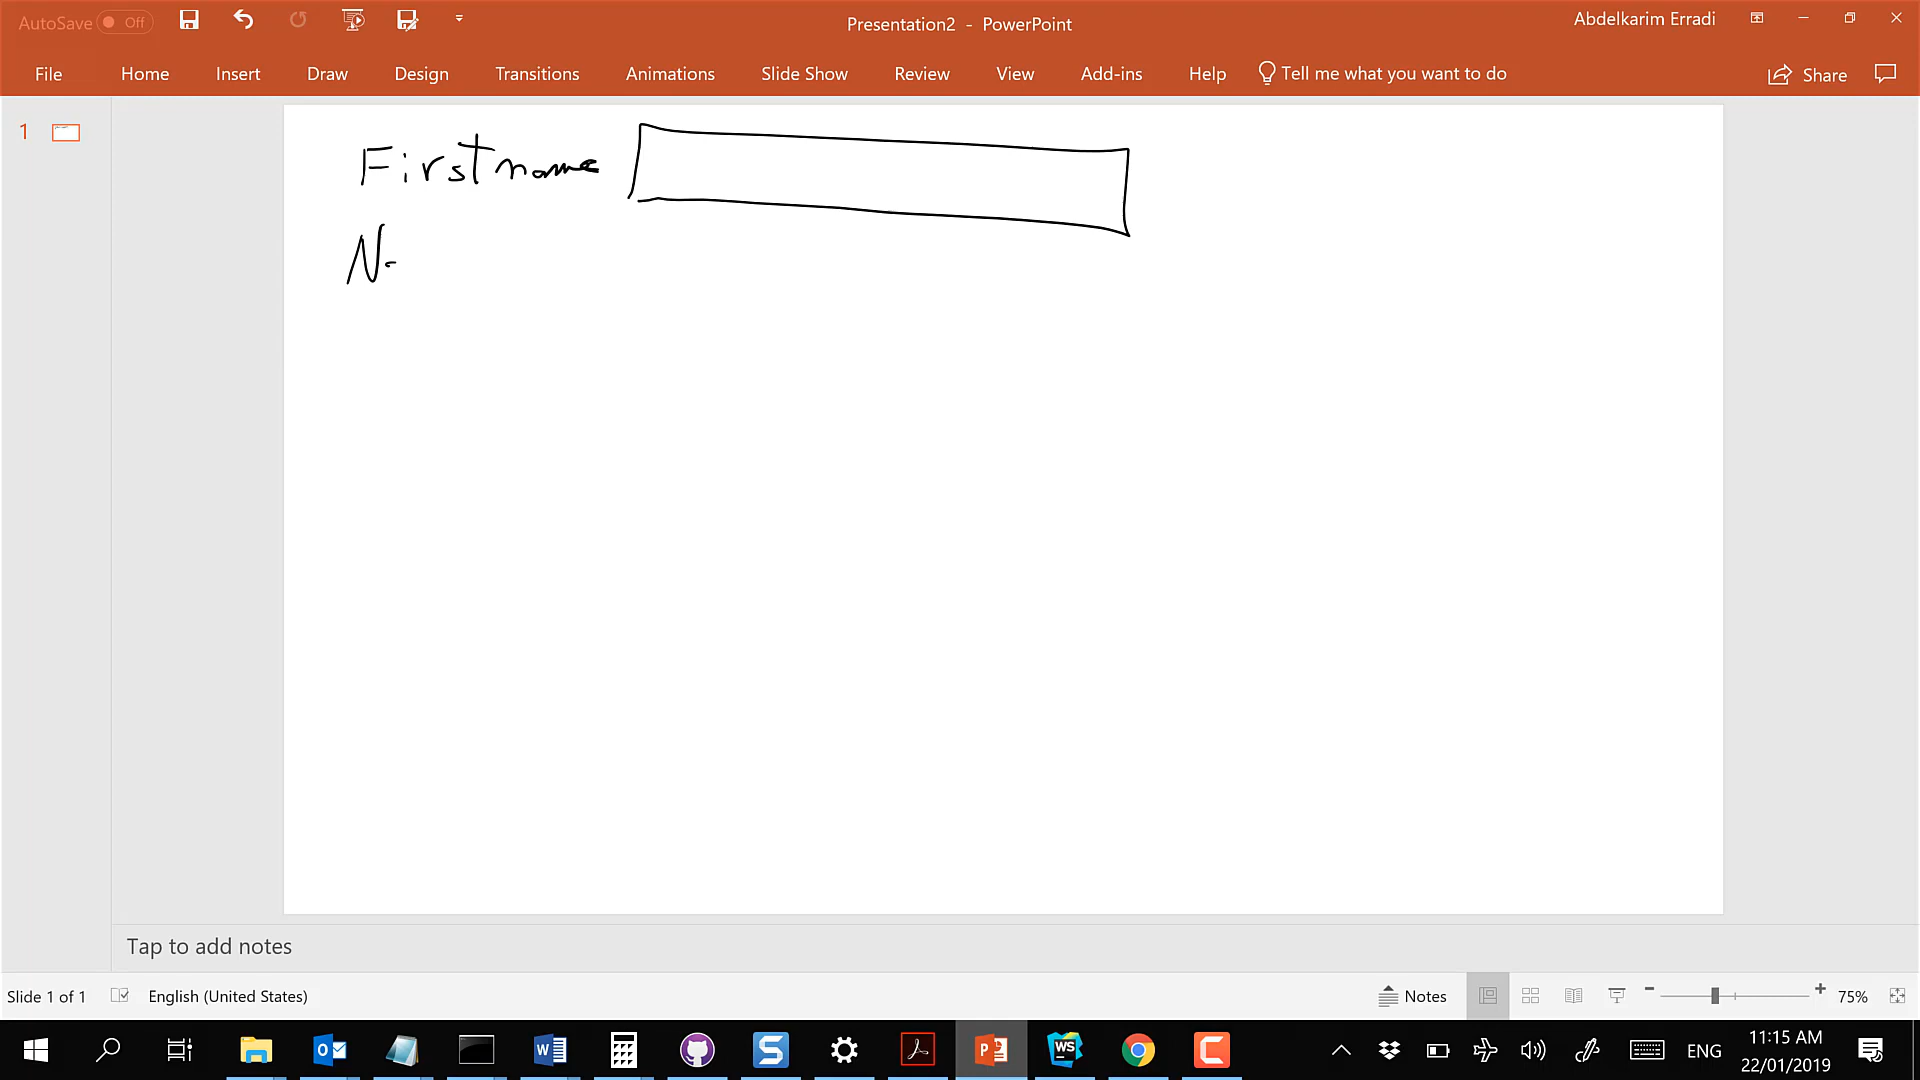 AutoSave Off
Presentation2 - PowerPoint
Abdelkarim Erradi
File Home Insert Draw Design Transitions Animations Slide Show Review View Add-ins Help Tell me what you want to do Share
1
Firstname
N
Tap to add notes
Slide 1 of 1 English (United States) Notes 75%
ENG
11:15 AM
22/01/2019